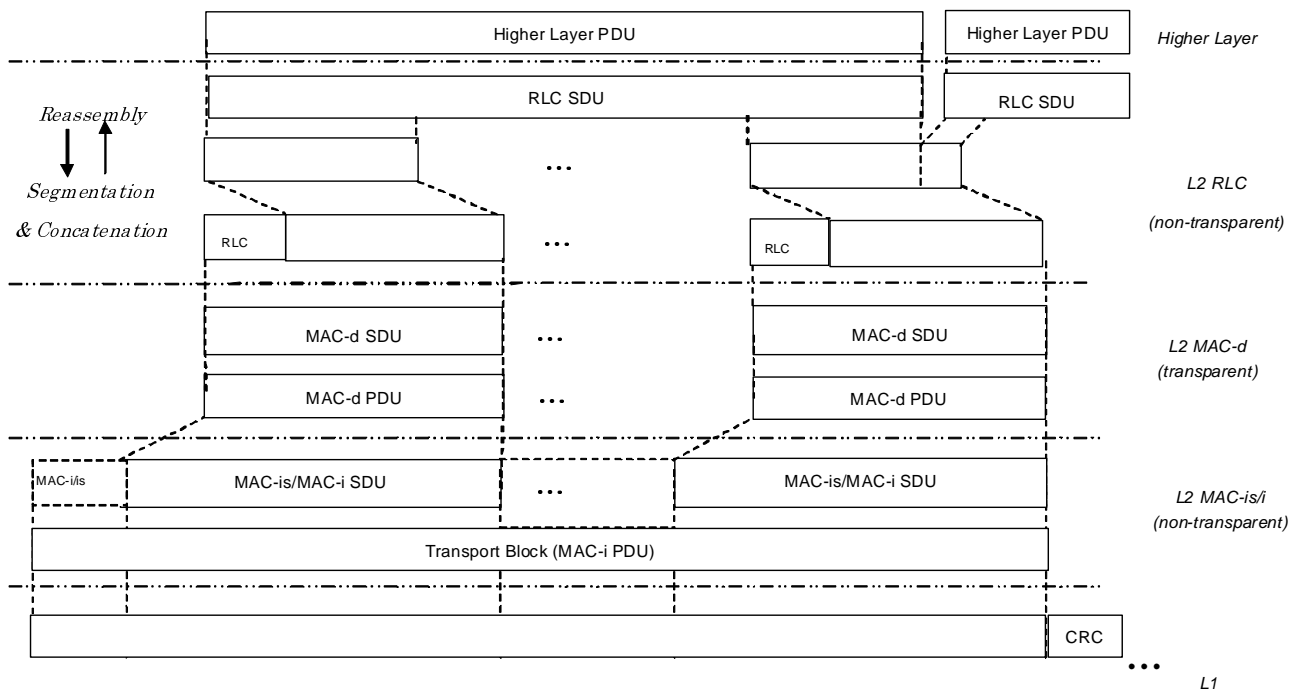 Higher Layer PDU
Higher Layer PDU
Higher Layer
RLC SDU
RLC SDU
Reassembly
Segmentation
& Concatenation
...
L2 RLC
(non-transparent)
RLC
...
RLC
MAC-d SDU
...
MAC-d SDU
L2 MAC-d
(transparent)
MAC-d PDU
...
MAC-d PDU
MAC-i/is
MAC-is/MAC-i SDU
...
MAC-is/MAC-i SDU
L2 MAC-is/i
(non-transparent)
Transport Block (MAC-i PDU)
CRC
...
L1